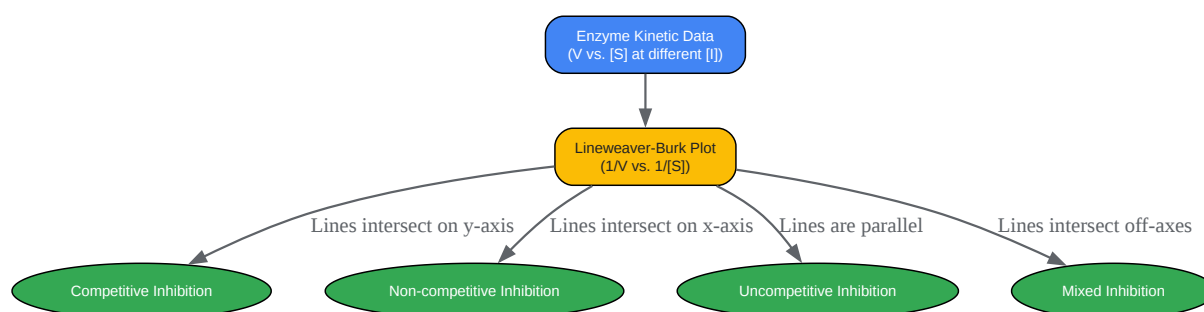 Enzyme Kinetic Data
(V vs. [S] at different [I])
Lineweaver-Burk Plot
(1/V vs. 1/[S])
Lines intersect on y-axis
Lines intersect on x-axis
Lines are parallel
Lines intersect off-axes
Competitive Inhibition
Non-competitive Inhibition
Uncompetitive Inhibition
Mixed Inhibition